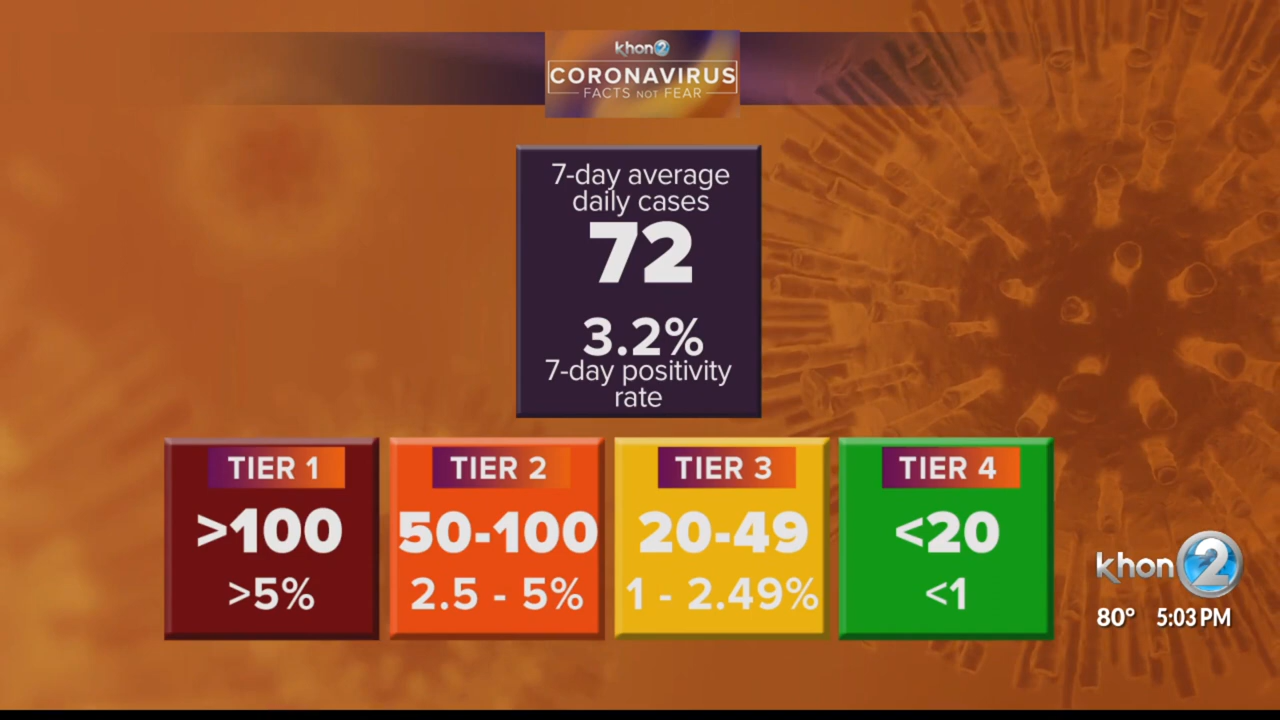 khon2
CORONAVIRUS
FACTS NOT FEAR
7-day average
daily cases
72
3.2%
7-day positivity
rate
TIER 1
>100
>5%
TIER 2
50-100
2.5 - 5%
TIER 3
20-49
1 - 2.49%
TIER 4
<20
<1
khon 2
80° 5:03 PM